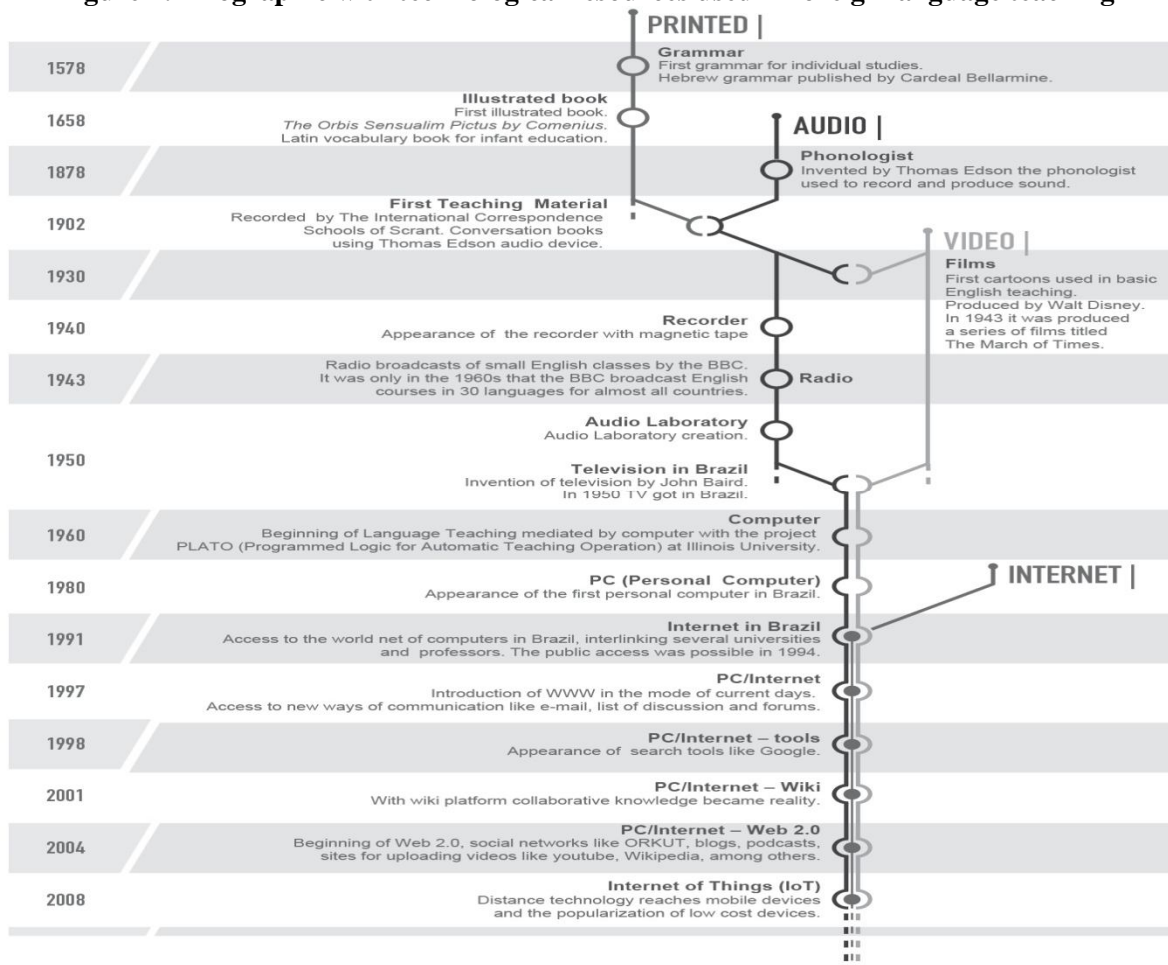 Figure Infographic with technological resources used in foreign language teaching
PRINTED |
1578
Grammar
First grammar for individual studies.
Hebrew grammar published by Cardeal Bellarmine.
1658
Illustrated book
First illustrated book.
The Orbis Sensualim Pictus by Comenius.
Latin vocabulary book for infant education.
AUDIO |
1878
Phonologist
Invented by Thomas Edson the phonologist
used to record and produce sound.
1902
First Teaching Material
Recorded by The International Correspondence
Schools of Scrant. Conversation books
using Thomas Edson audio device.
VIDEO |
1930
Films
First cartoons used in basic
English teaching.
Produced by Walt Disney.
In 1943 it was produced
a series of films titled
The March of Times.
1940
Recorder
Appearance of the recorder with magnetic tape
1943
Radio broadcasts of small English classes by the BBC.
It was only in the 1960s that the BBC broadcast English
courses in 30 languages for almost all countries.
Radio
1950
Audio Laboratory
Audio Laboratory creation.
Television in Brazil
Invention of television by John Baird.
In 1950 TV got in Brazil.
1960
Computer
Beginning of Language Teaching mediated by computer with the project
PLATO (Programmed Logic for Automatic Teaching Operation) at Illinois University.
1980
PC (Personal Computer)
Appearance of the first personal computer in Brazil.
INTERNET |
1991
Internet in Brazil
Access to the world net of computers in Brazil, interlinking several universities
and professors. The public access was possible in 1994.
1997
PC/Internet
Introduction of WWW in the mode of current days.
Access to new ways of communication like e-mail, list of discussion and forums.
1998
PC/Internet – tools
Appearance of search tools like Google.
2001
PC/Internet – Wiki
With wiki platform collaborative knowledge became reality.
2004
PC/Internet – Web 2.0
Beginning of Web 2.0, social networks like ORKUT, blogs, podcasts,
sites for uploading videos like youtube, Wikipedia, among others.
2008
Internet of Things (IoT)
Distance technology reaches mobile devices
and the popularization of low cost devices.